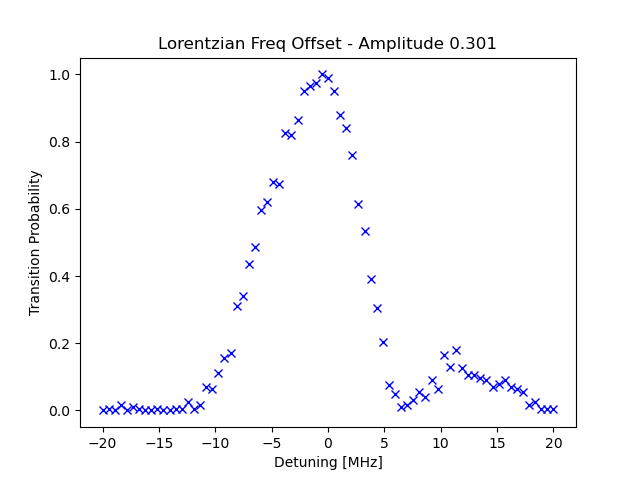 Lorentzian Freq Offset - Amplitude 0.301
Transition Probability
1.0
0.8
0.6
0.4
0.2
0.0
−20 −15 −10 −5 0 5 10 15 20
Detuning [MHz]